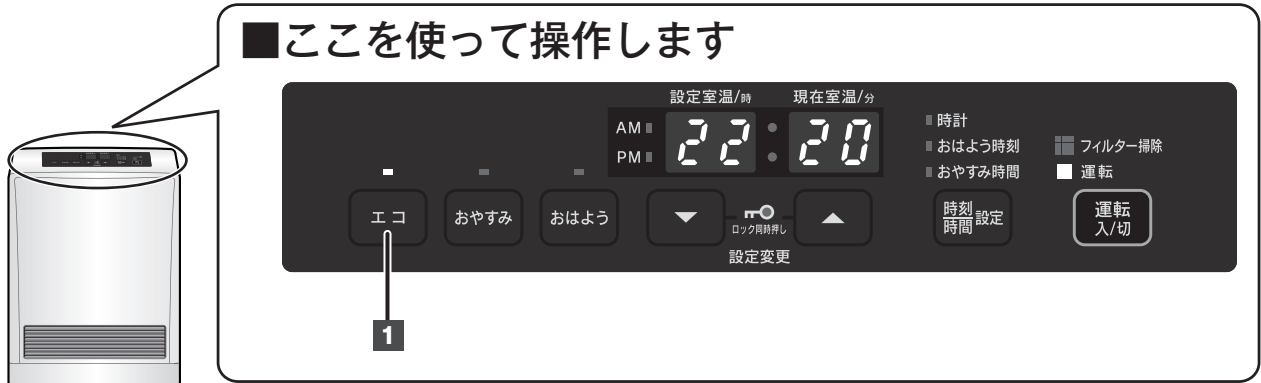 ■ここを使って操作します
設定室温/時 現在室温/分
AM
PM
22:20
時計
おはよう時刻
おやすみ時間
フィルター掃除
運転
エコ
おやすみ
おはよう
▼
ロック同時押し
▲
設定変更
時刻
時間
設定
運転
入/切
1